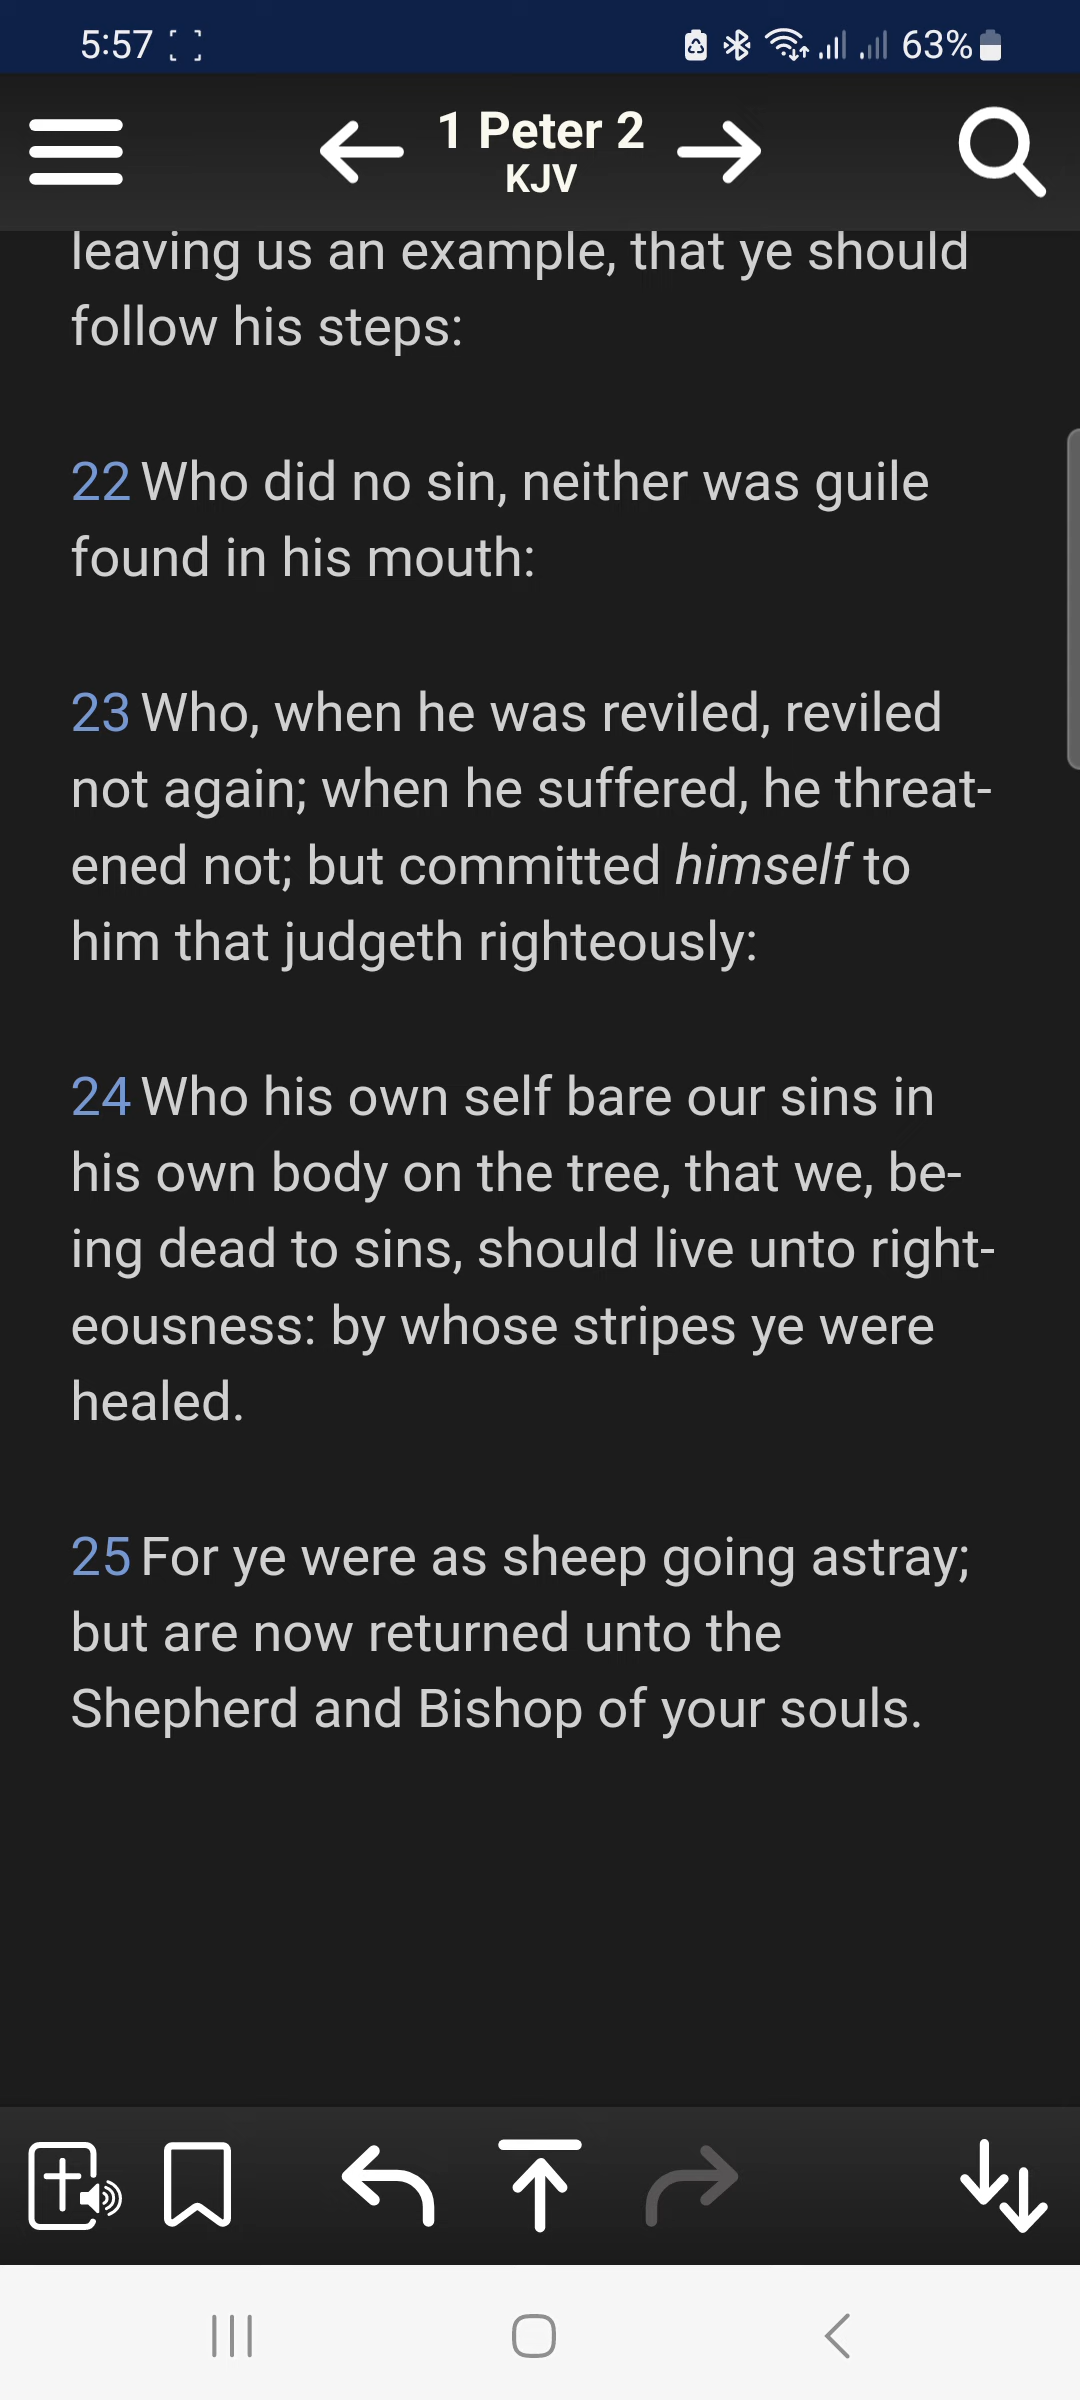 5:57
63%
1 Peter 2
KJV
leaving us an example, that ye should
follow his steps:
22 Who did no sin, neither was guile
found in his mouth:
23 Who, when he was reviled, reviled
not again; when he suffered, he threat-
ened not; but committed himself to
him that judgeth righteously:
24 Who his own self bare our sins in
his own body on the tree, that we, be-
ing dead to sins, should live unto right-
eousness: by whose stripes ye were
healed.
25 For ye were as sheep going astray;
but are now returned unto the
Shepherd and Bishop of your souls.